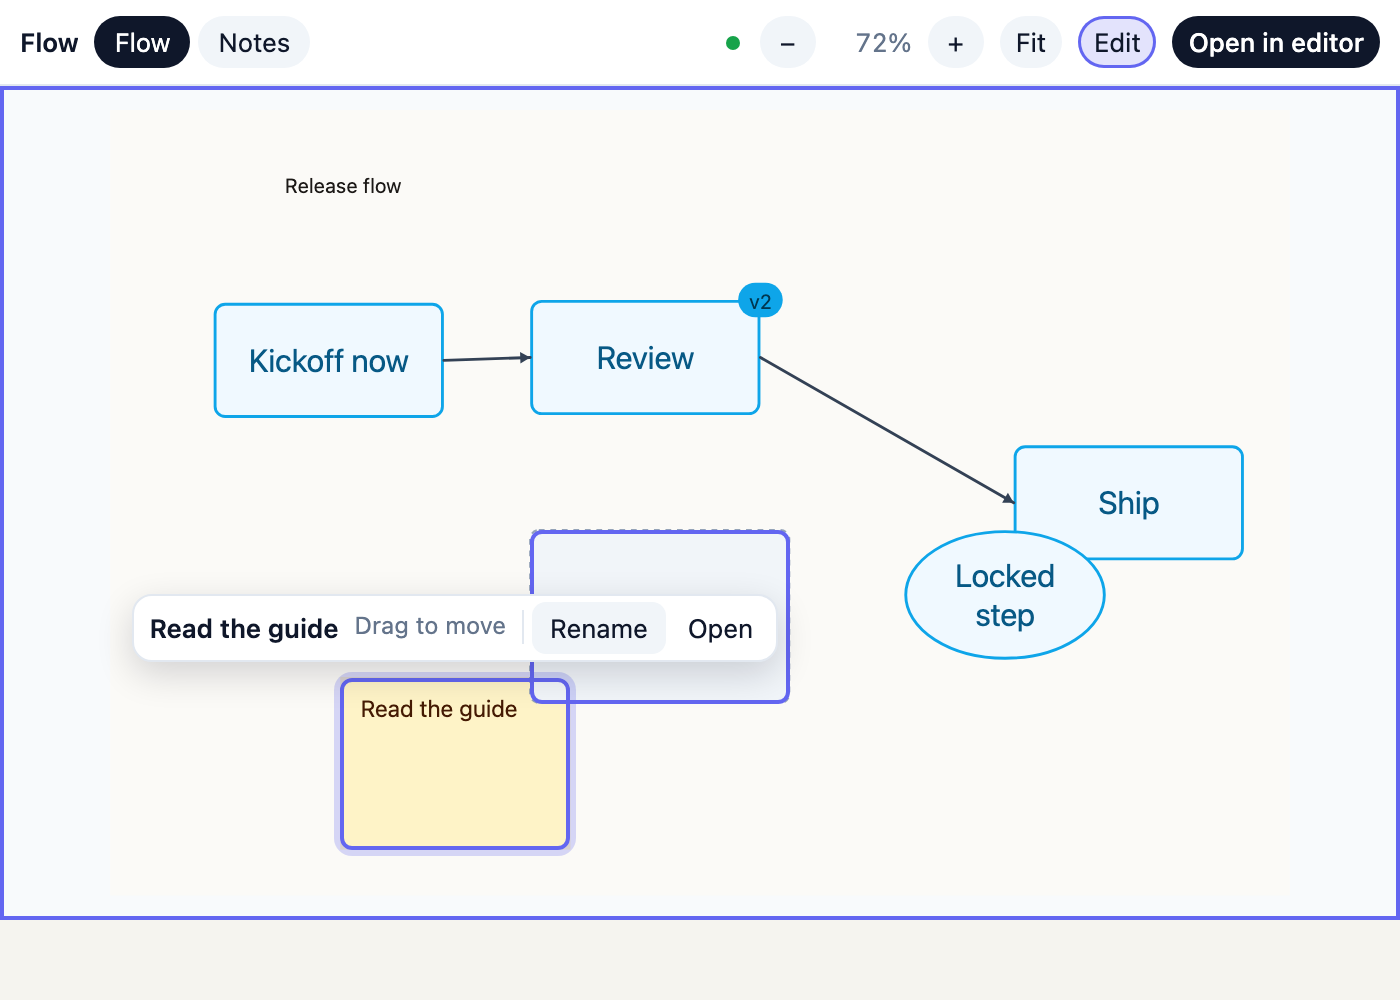 Flow Flow Notes − 72% + Fit Edit Open in editor
Release flow
v2
Kickoff now
Review
Ship
Locked
step
Read the guide Drag to move Rename Open
Read the guide